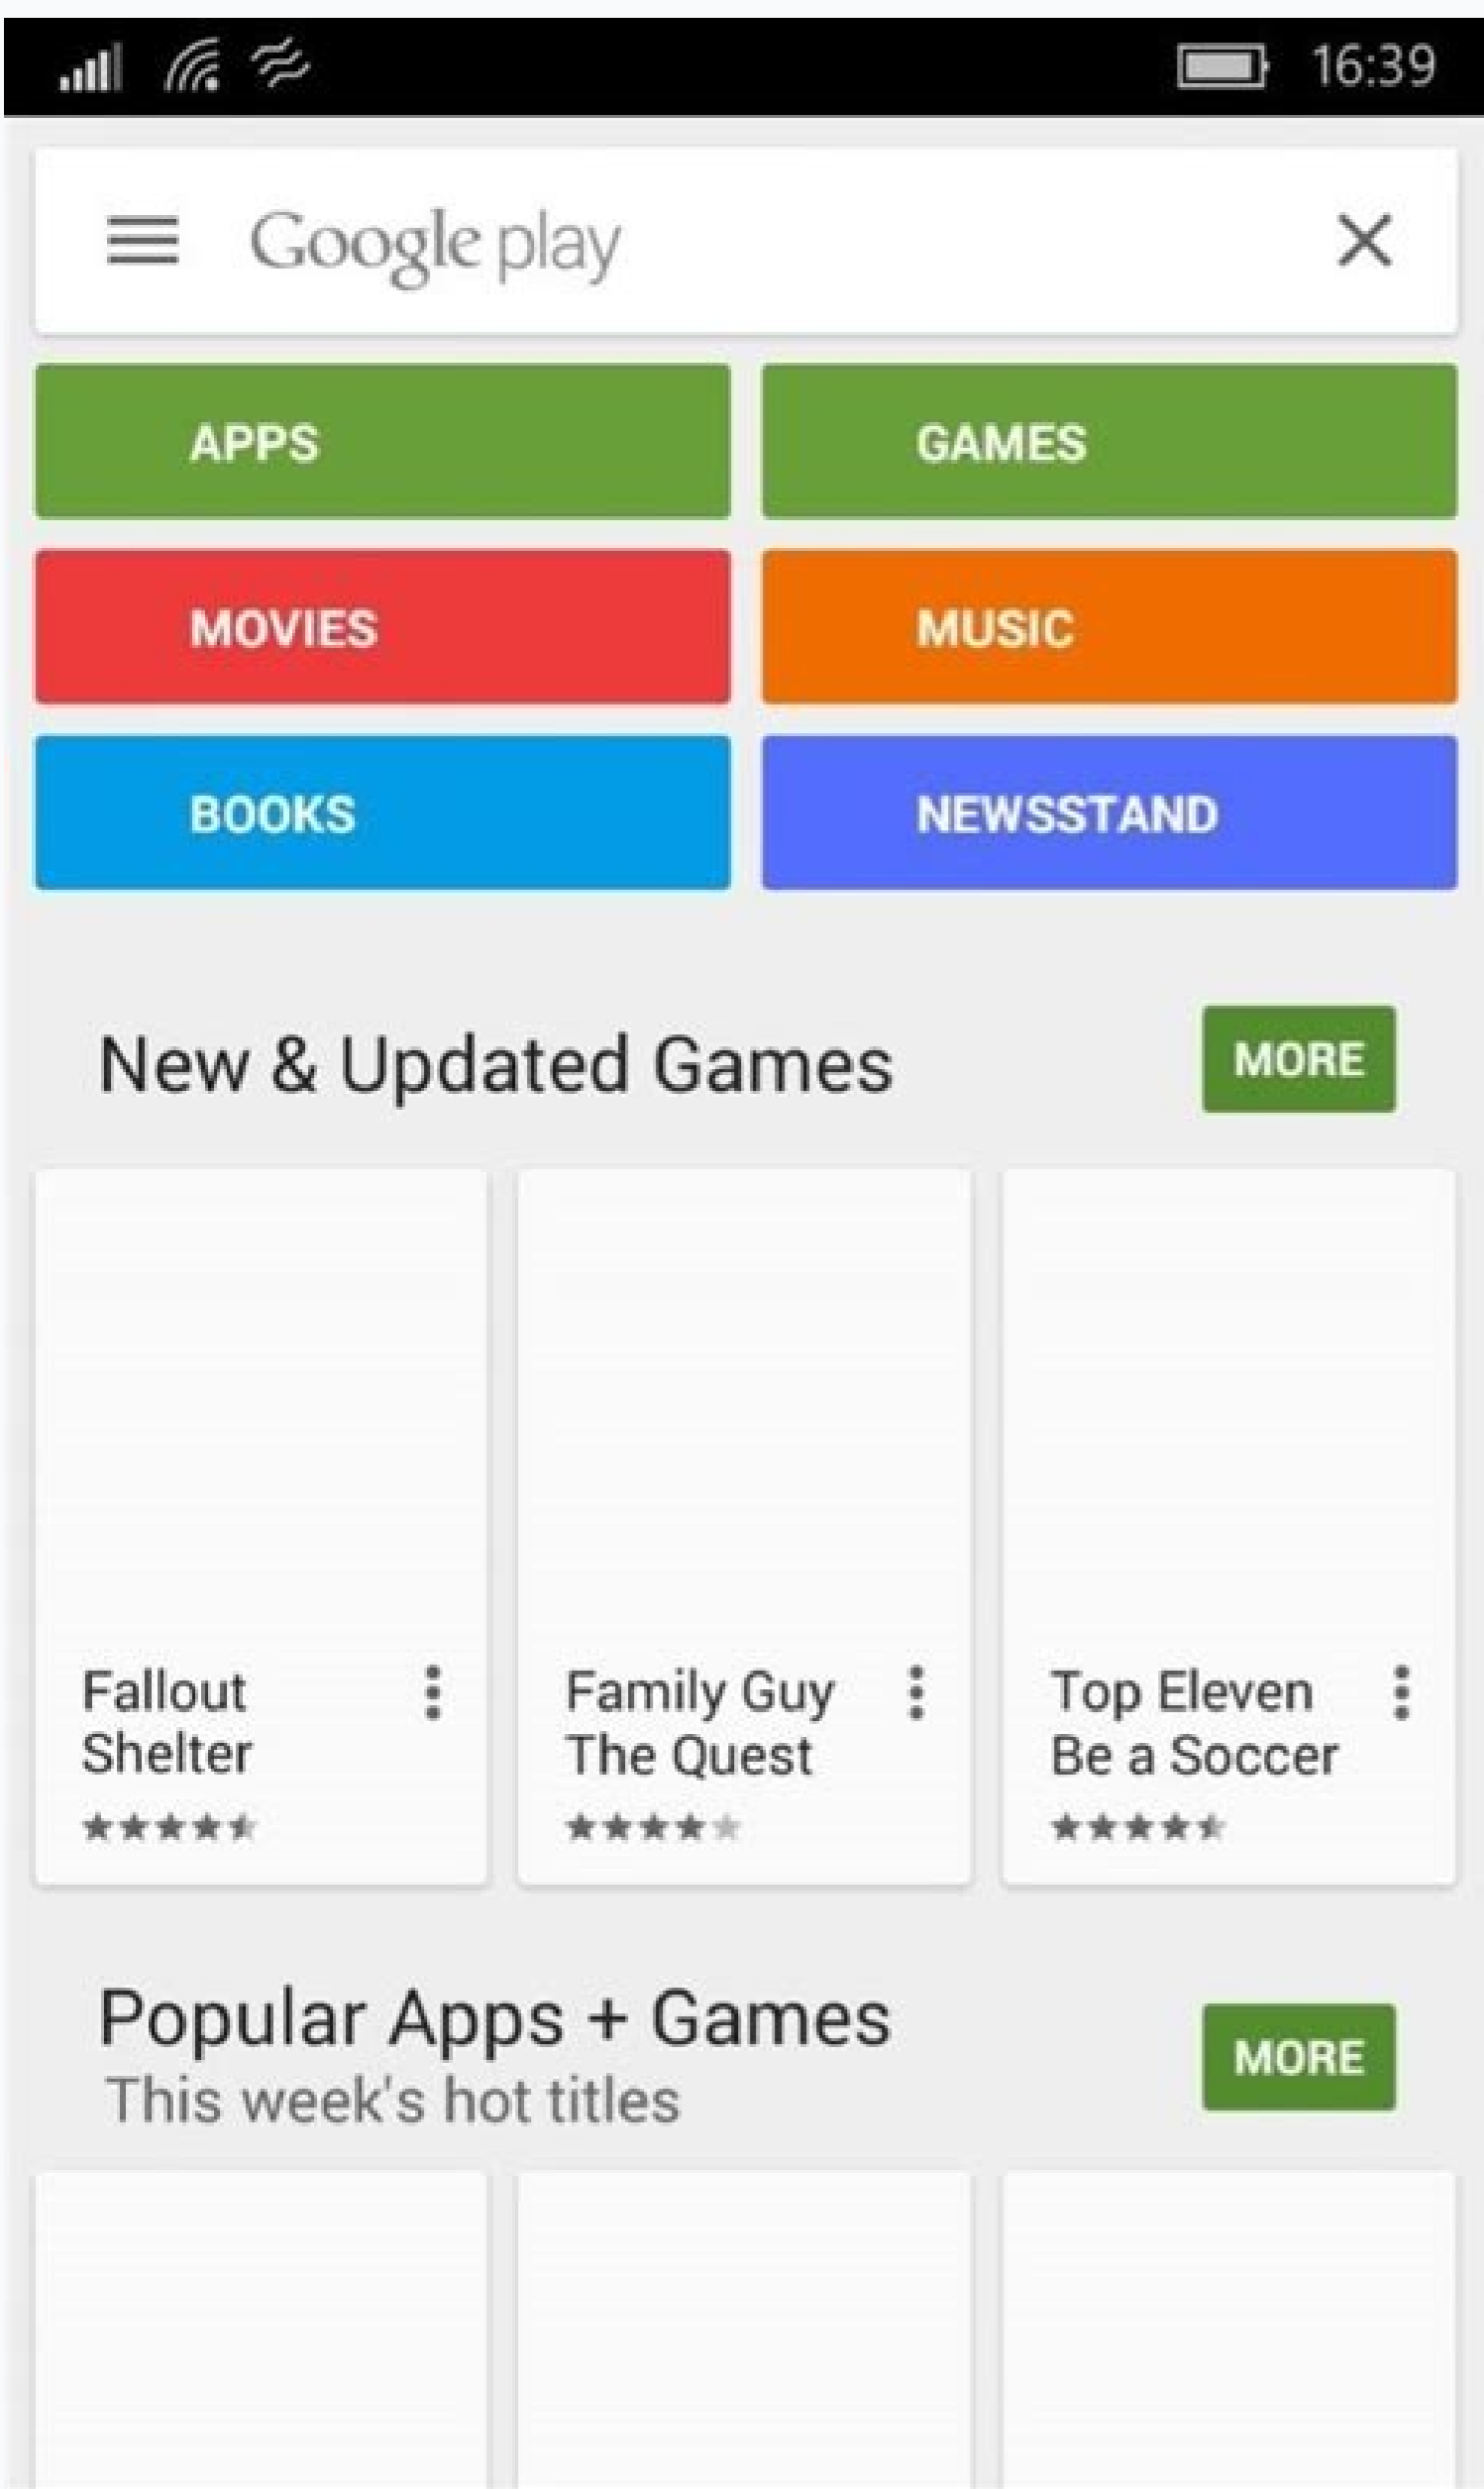 16:39
Google play
APPS
GAMES
MOVIES
MUSIC
BOOKS
NEWSSTAND
New & Updated Games
MORE
Fallout
Shelter
Family Guy
The Quest
Top Eleven
Be a Soccer
Popular Apps + Games
This week's hot titles
MORE